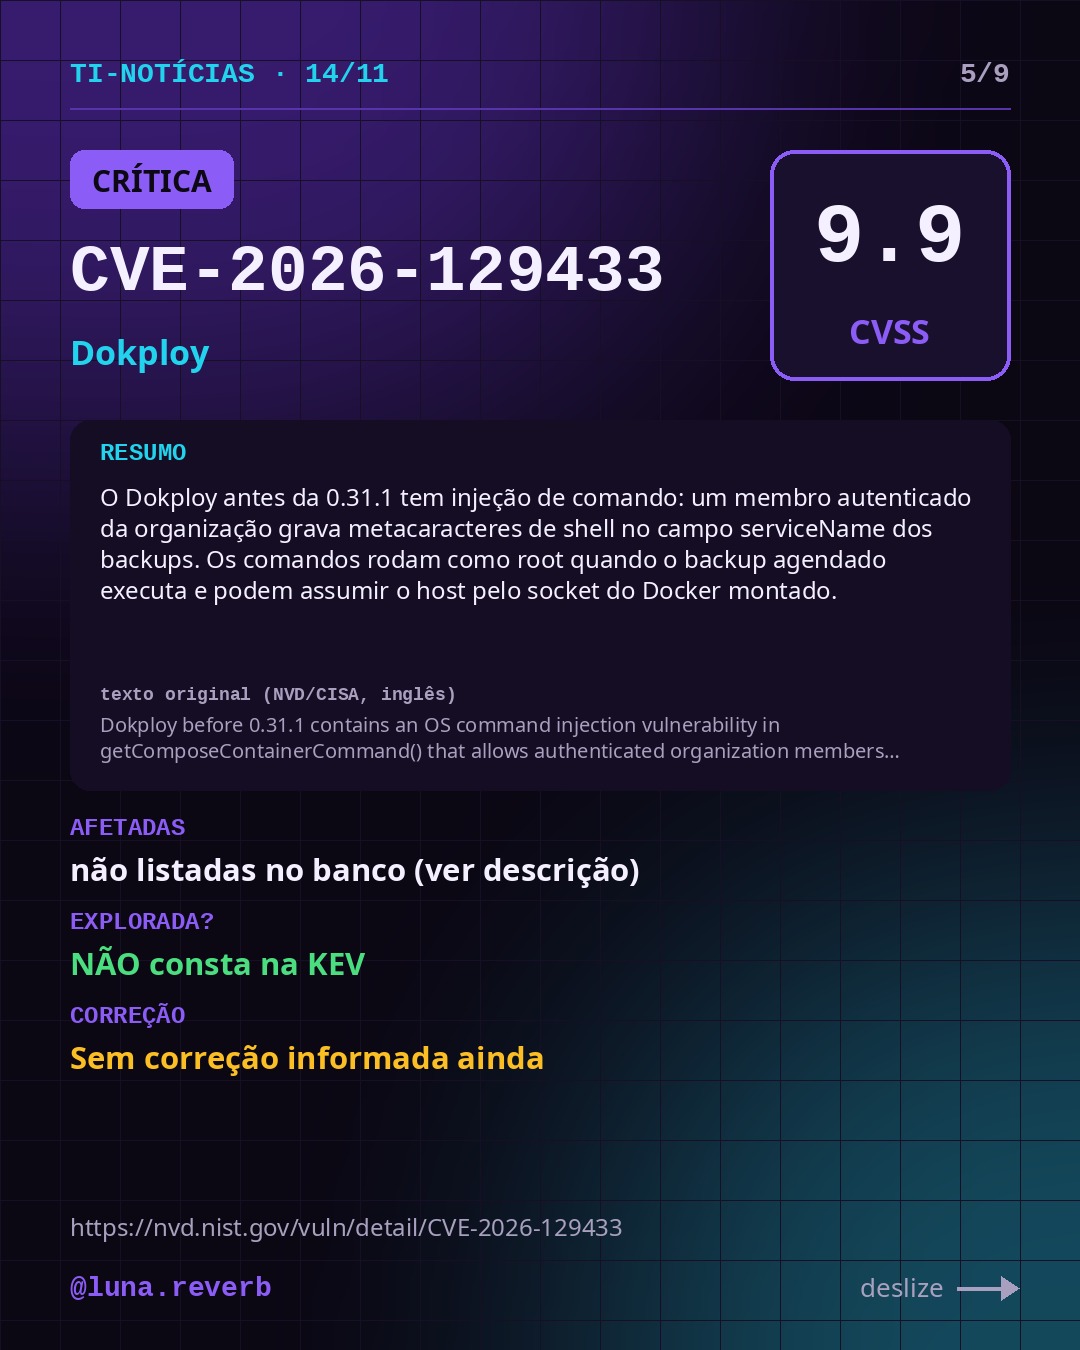 TI-NOTÍCIAS · 14/11
5/9
CRÍTICA
CVE-2026-129433
9.9
CVSS
Dokploy
RESUMO
O Dokploy antes da 0.31.1 tem injeção de comando: um membro autenticado
da organização grava metacaracteres de shell no campo serviceName dos
backups. Os comandos rodam como root quando o backup agendado
executa e podem assumir o host pelo socket do Docker montado.
texto original (NVD/CISA, inglês)
Dokploy before 0.31.1 contains an OS command injection vulnerability in
getComposeContainerCommand() that allows authenticated organization members...
AFETADAS
não listadas no banco (ver descrição)
EXPLORADA?
NÃO consta na KEV
CORREÇÃO
Sem correção informada ainda
https://nvd.nist.gov/vuln/detail/CVE-2026-129433
@luna.reverb
deslize